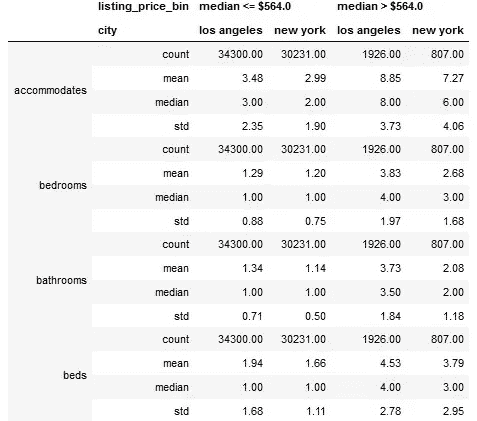 listing_price_bin median <= $564.0 median > $564.0
city los angeles new york los angeles new york
accommodates count 34300.00 30231.00 1926.00 807.00
mean 3.48 2.99 8.85 7.27
median 3.00 2.00 8.00 6.00
std 2.35 1.90 3.73 4.06
bedrooms count 34300.00 30231.00 1926.00 807.00
mean 1.29 1.20 3.83 2.68
median 1.00 1.00 4.00 3.00
std 0.88 0.75 1.97 1.68
bathrooms count 34300.00 30231.00 1926.00 807.00
mean 1.34 1.14 3.73 2.08
median 1.00 1.00 3.50 2.00
std 0.71 0.50 1.84 1.18
beds count 34300.00 30231.00 1926.00 807.00
mean 1.94 1.66 4.53 3.79
median 1.00 1.00 4.00 3.00
std 1.68 1.11 2.78 2.95